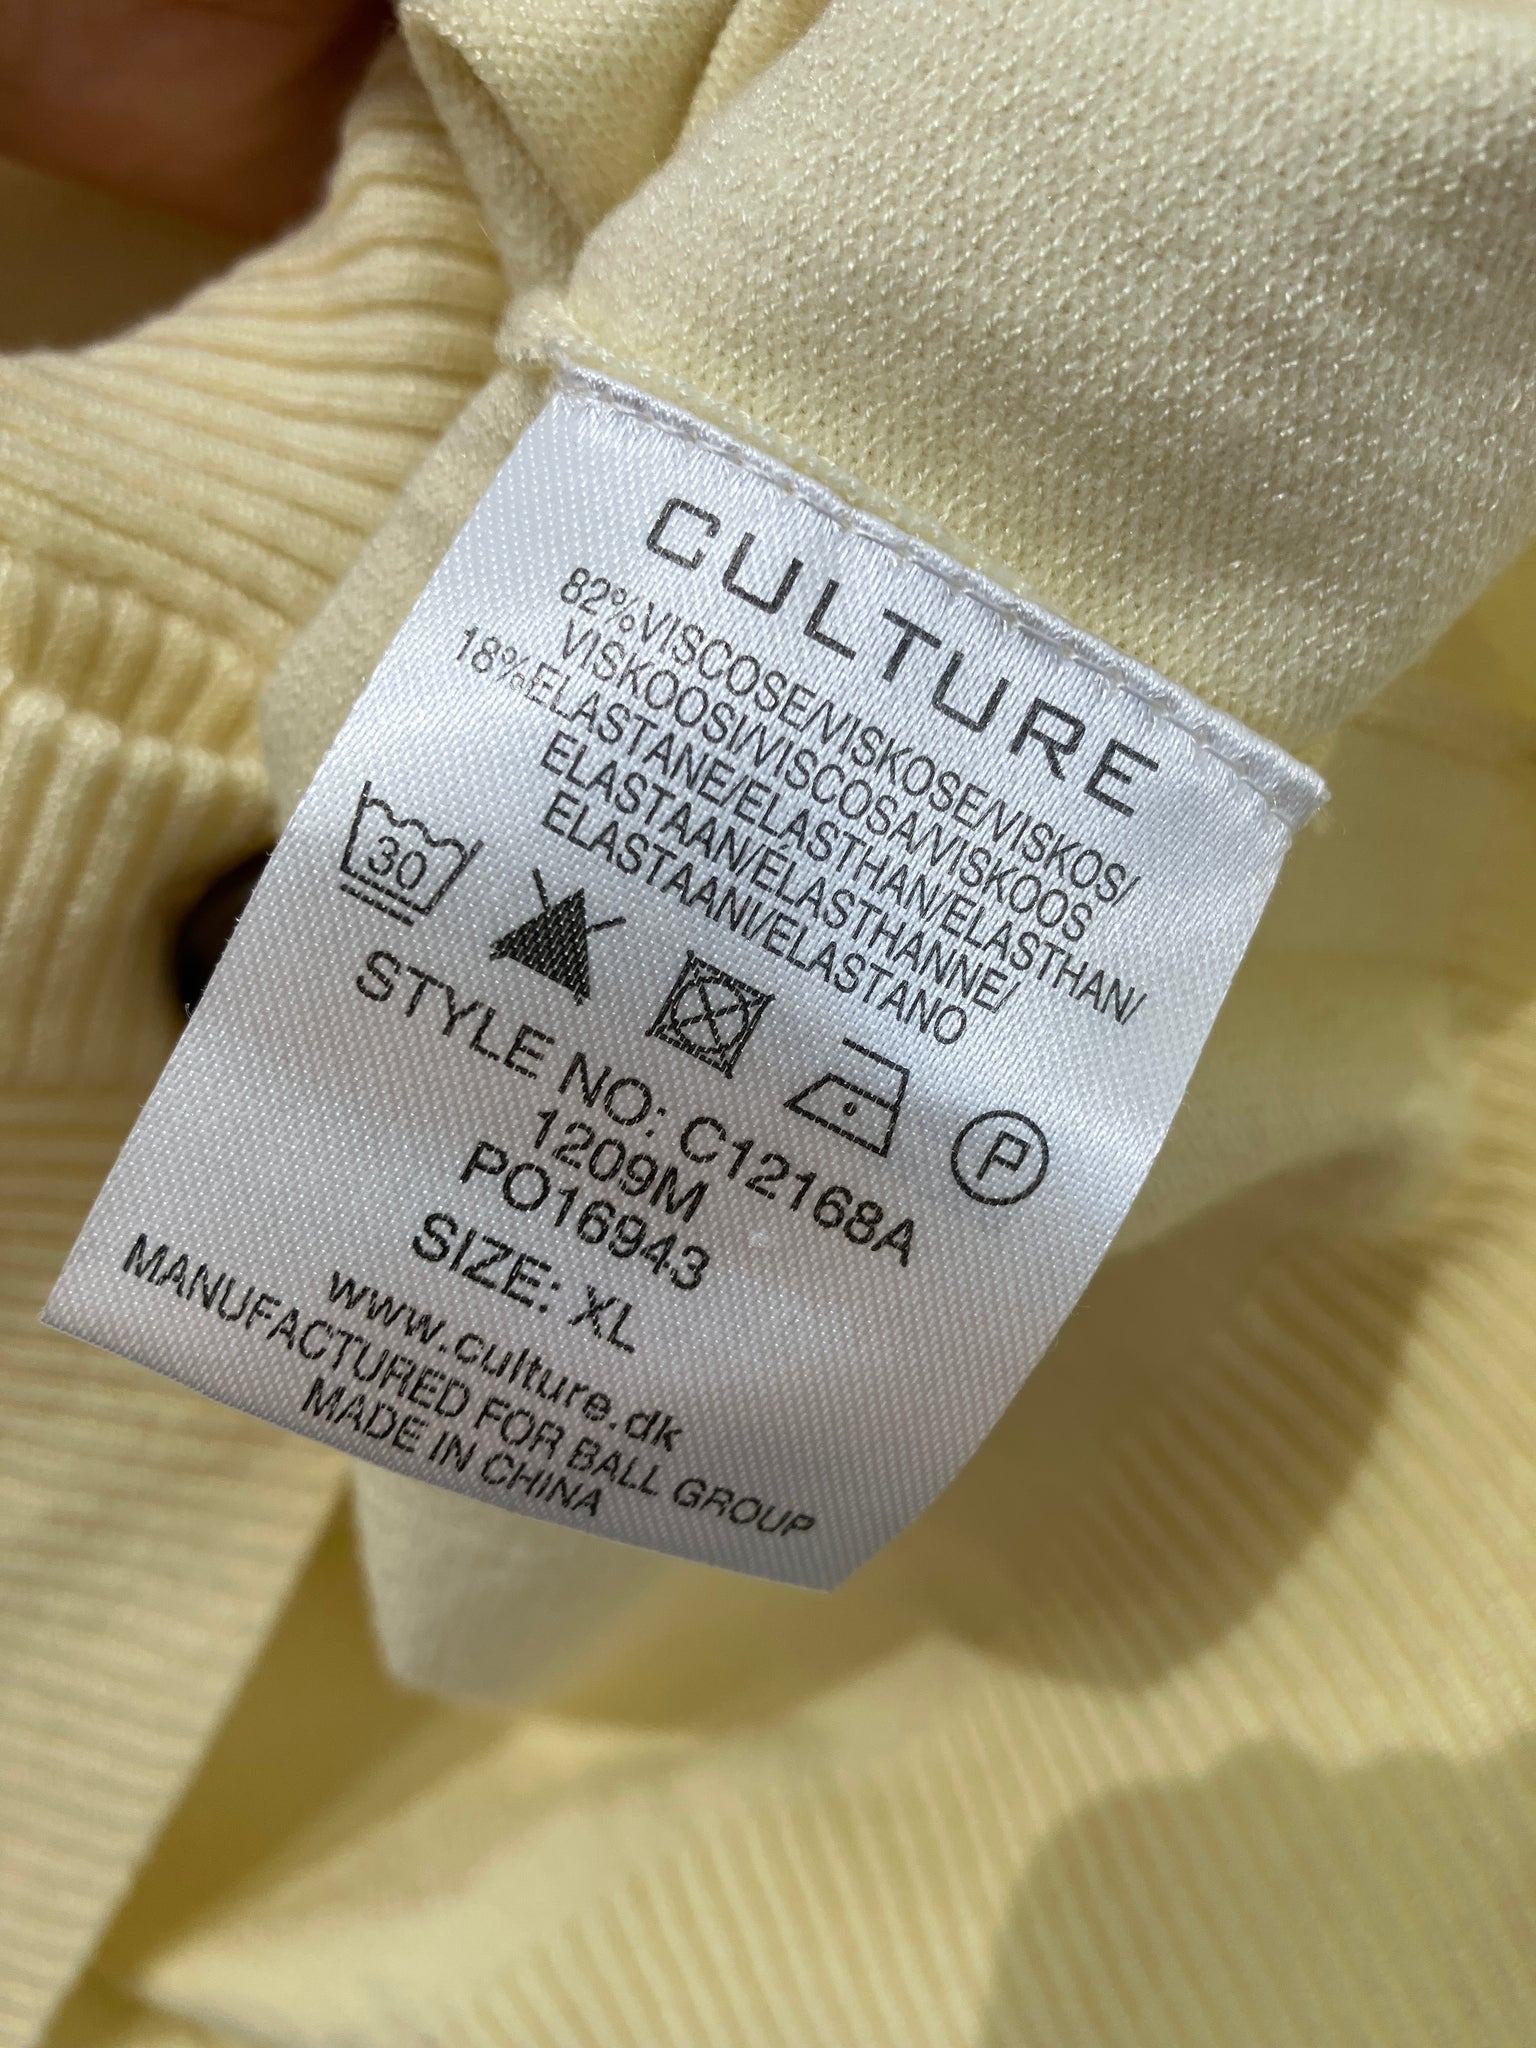 CULTURE
82%VISCOSE/VISKOSE/VISKOS/
VISKOOSI/VISCOSA/VISKOOS
18%ELASTANE/ELASTHAN/ELASTHAN/
ELASTAAN/ÉLASTHANNE/
ELASTAANI/ELASTANO
30
P
STYLE NO: C12168A
1209M
PO16943
SIZE: XL
www.culture.dk
MANUFACTURED FOR BALL GROUP
MADE IN CHINA